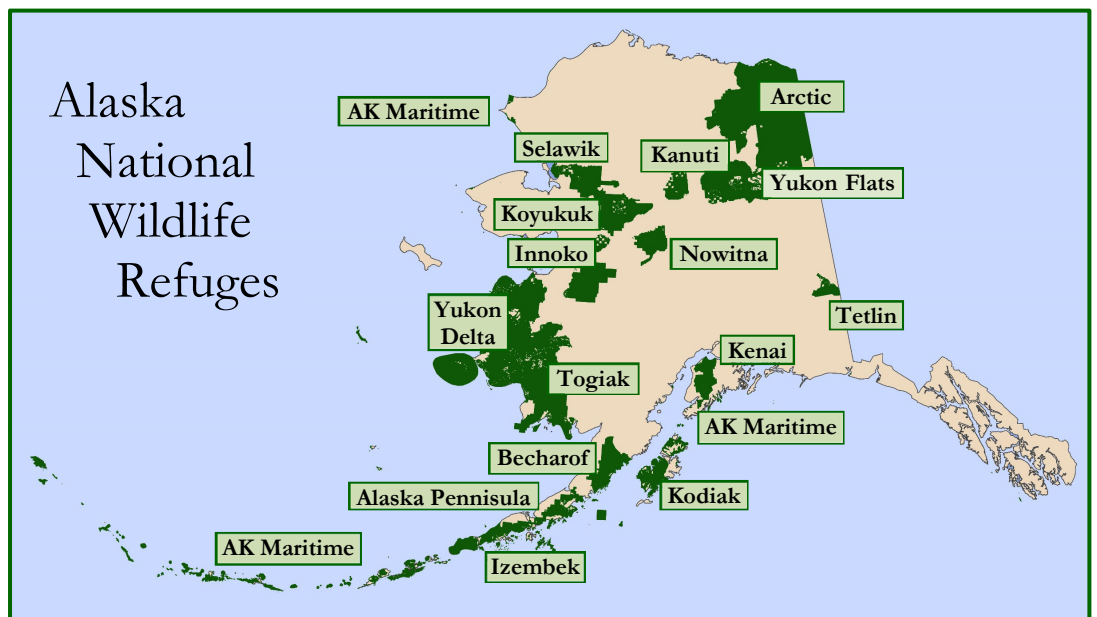 Alaska
National
Wildlife
Refuges
AK Maritime
Arctic
Selawik
Kanuti
Yukon Flats
Koyukuk
Innoko
Nowitna
Yukon
Delta
Tetlin
Kenai
Togiak
AK Maritime
Becharof
Kodiak
Alaska Pennisula
AK Maritime
Izembek